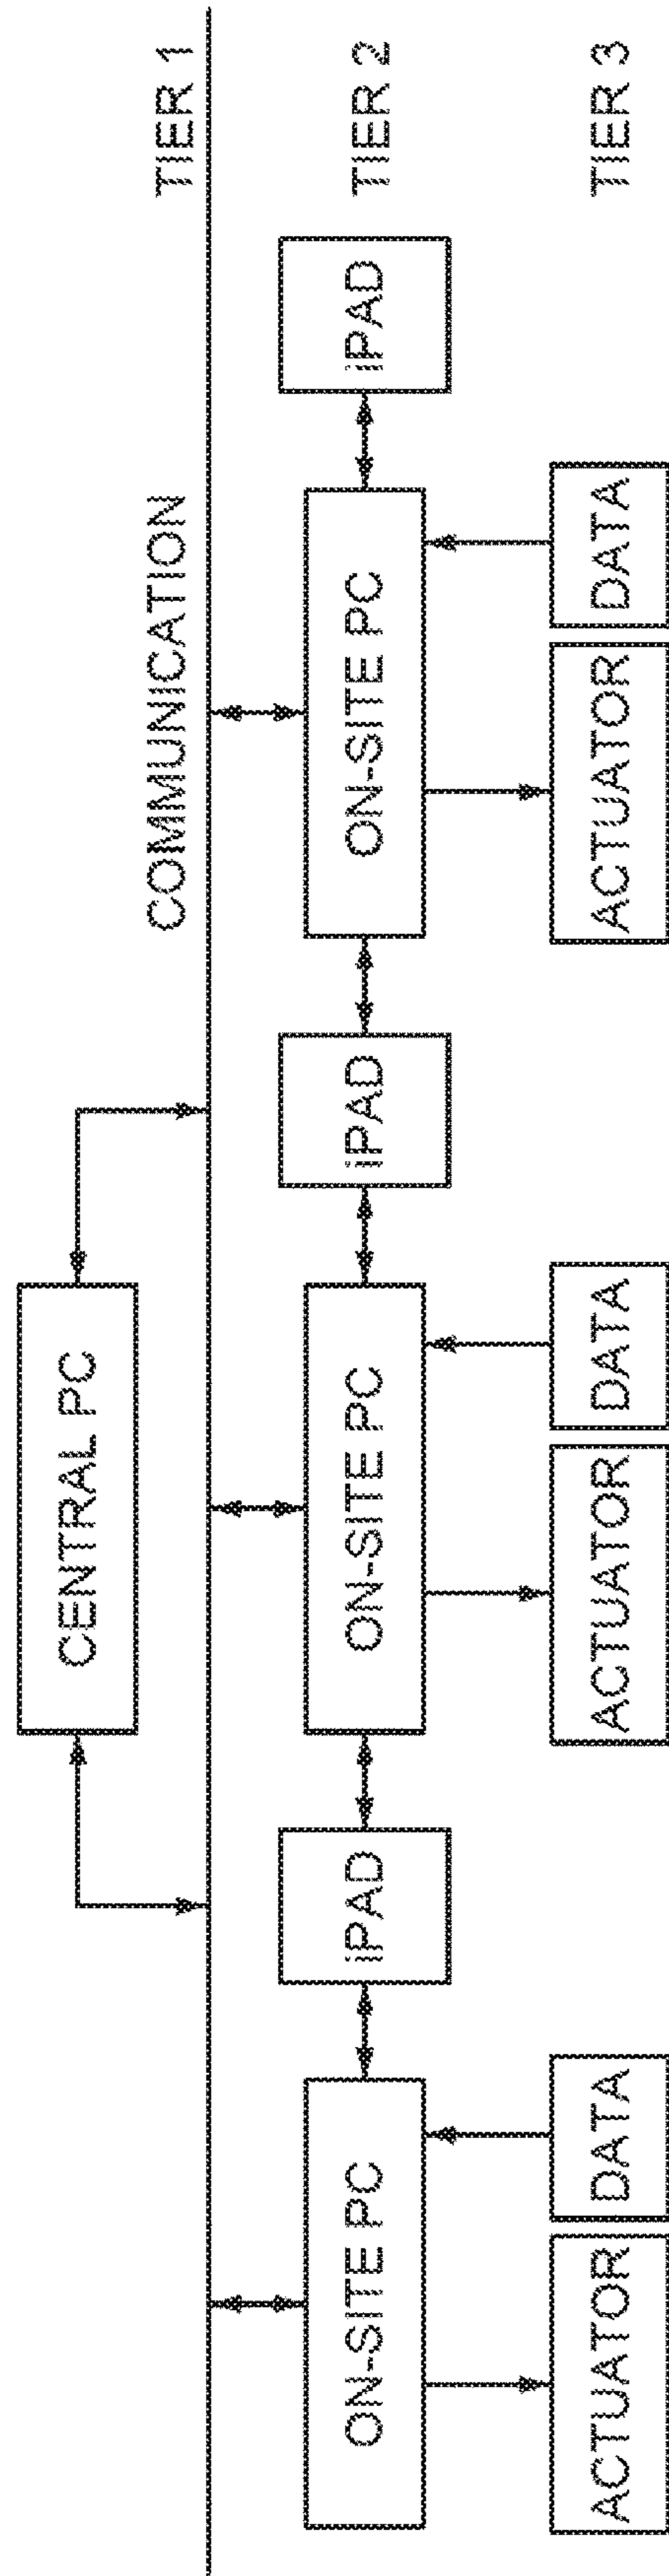 CENTRAL PC
COMMUNICATION
TIER 1
ON-SITE PC
iPAD
ON-SITE PC
iPAD
ON-SITE PC
iPAD
TIER 2
ACTUATOR
DATA
ACTUATOR
DATA
ACTUATOR
DATA
TIER 3